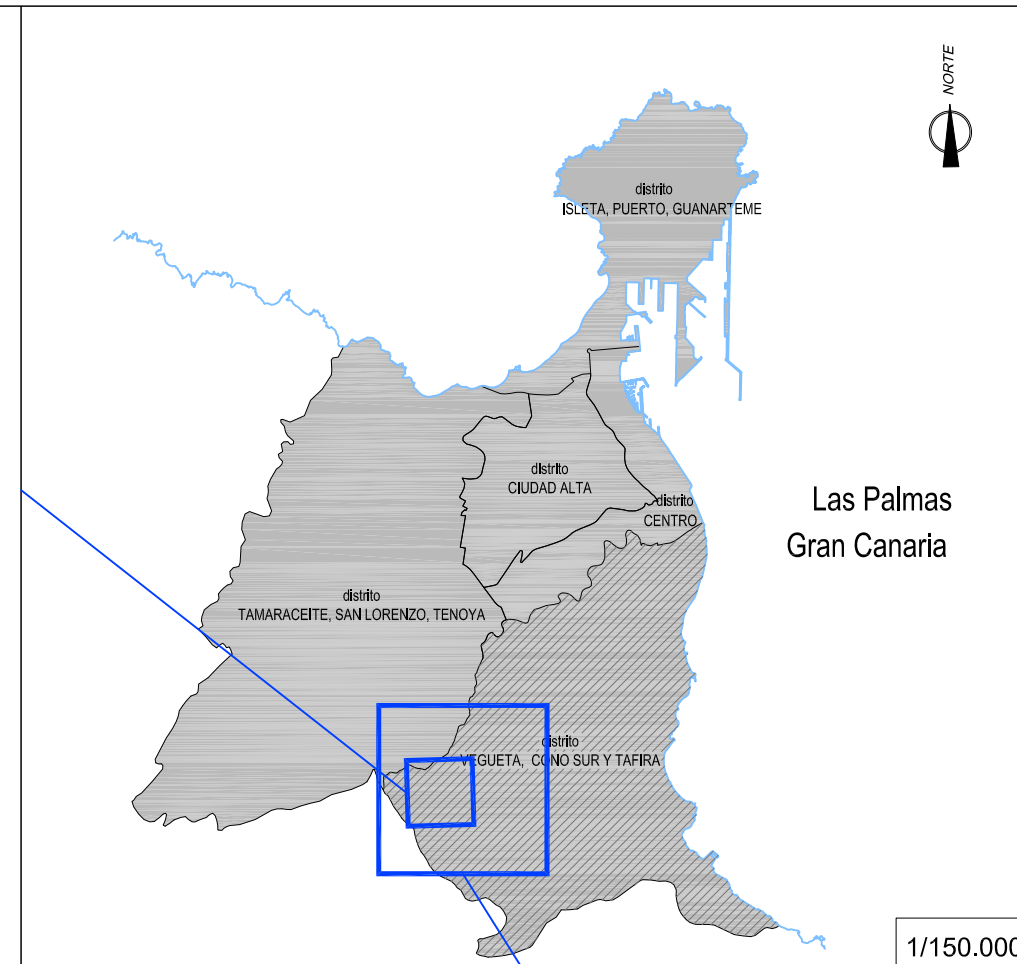 NORTE
distrito
ISLETA, PUERTO, GUANARTEME
distrito
CIUDAD ALTA
distrito
CENTRO
Las Palmas
Gran Canaria
distrito
TAMARACEITE, SAN LORENZO, TENOYA
distrito
VEGUETA, CONO SUR Y TAFIRA
1/150.000